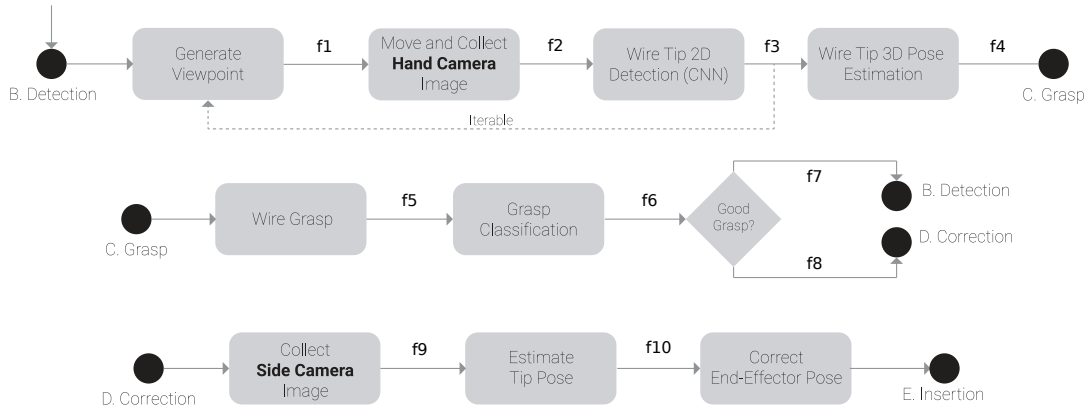 Generate
Viewpoint
f1
Move and Collect
Hand Camera
Image
f2
Wire Tip 2D
Detection (CNN)
f3
Wire Tip 3D Pose
Estimation
f4
B. Detection
C. Grasp
Iterable
Wire Grasp
f5
Grasp
Classification
f6
Good
Grasp?
f7
B. Detection
D. Correction
f8
C. Grasp
Collect
Side Camera
Image
f9
Estimate
Tip Pose
f10
Correct
End-Effector Pose
D. Correction
E. Insertion